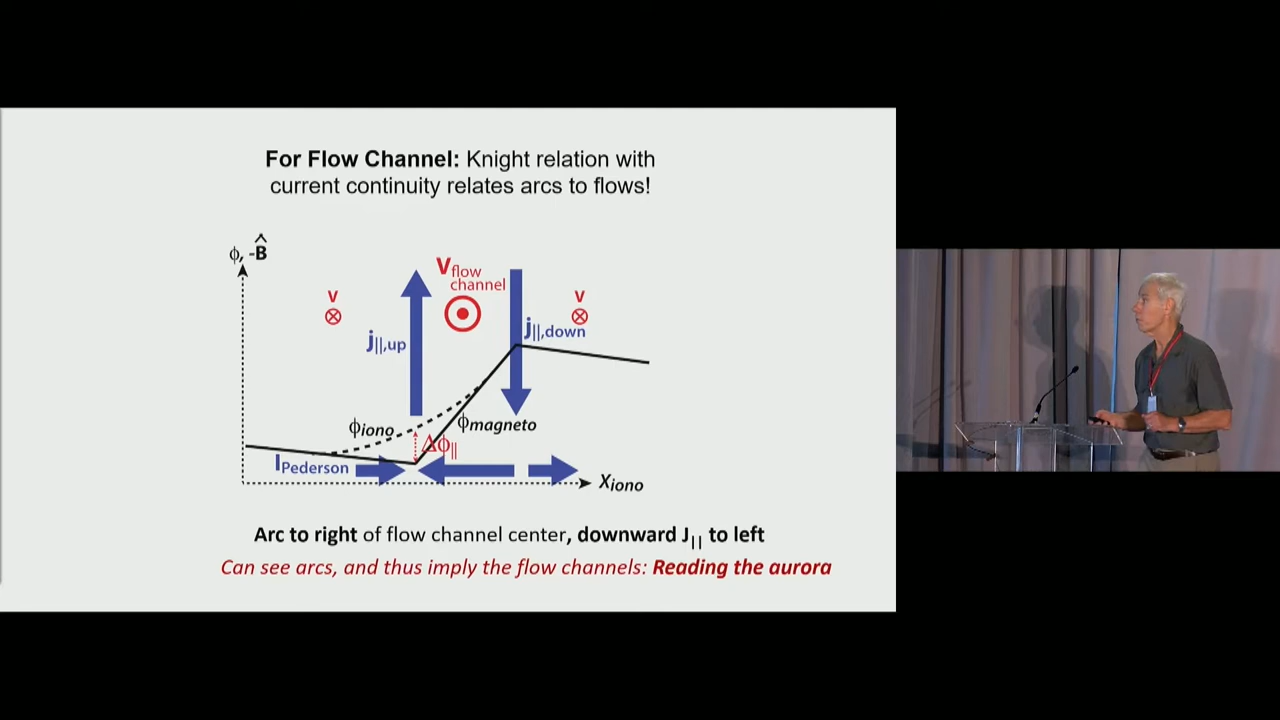 For Flow Channel: Knight relation with
current continuity relates arcs to flows!
ϕ, -B̂
V flow channel
v
v
j||,up
j||,down
ϕiono
ϕmagneto
Δϕ||
IPederson
Xiono
Arc to right of flow channel center, downward J|| to left
Can see arcs, and thus imply the flow channels: Reading the aurora